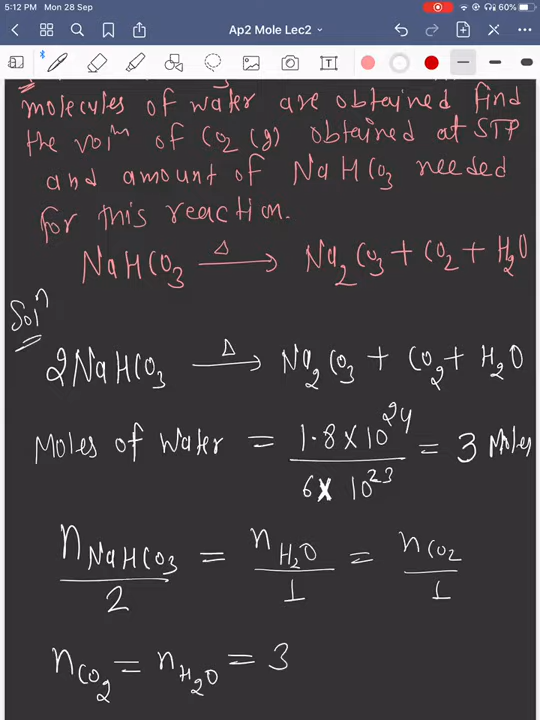 5:12 PM Mon 28 Sep
60%
Ap2 Mole Lec2
T
molecules of water are obtained find
the volm of CO2 (g) obtained at STP
and amount of NaHCO3 needed
for this reaction.
NaHCO3 Δ→ Na2CO3 + CO2 + H2O
Soln
2NaHCO3 Δ→ Na2CO3 + CO2 + H2O
Moles of Water = 1.8 × 10^24 / 6 × 10^23 = 3 Moles
nNaHCO3 / 2 = nH2O / 1 = nCO2 / 1
nCO2 = nH2O = 3